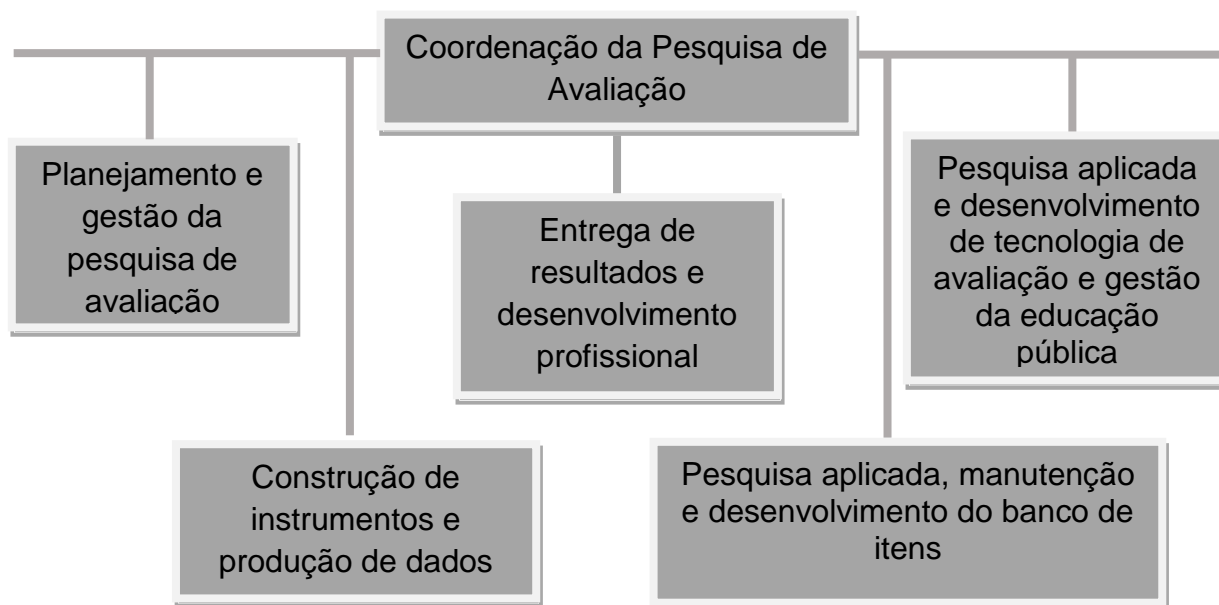 Coordenação da Pesquisa de
Avaliação
Planejamento e
gestão da
pesquisa de
avaliação
Entrega de
resultados e
desenvolvimento
profissional
Pesquisa aplicada
e desenvolvimento
de tecnologia de
avaliação e gestão
da educação
pública
Construção de
instrumentos e
produção de dados
Pesquisa aplicada, manutenção
e desenvolvimento do banco de
itens